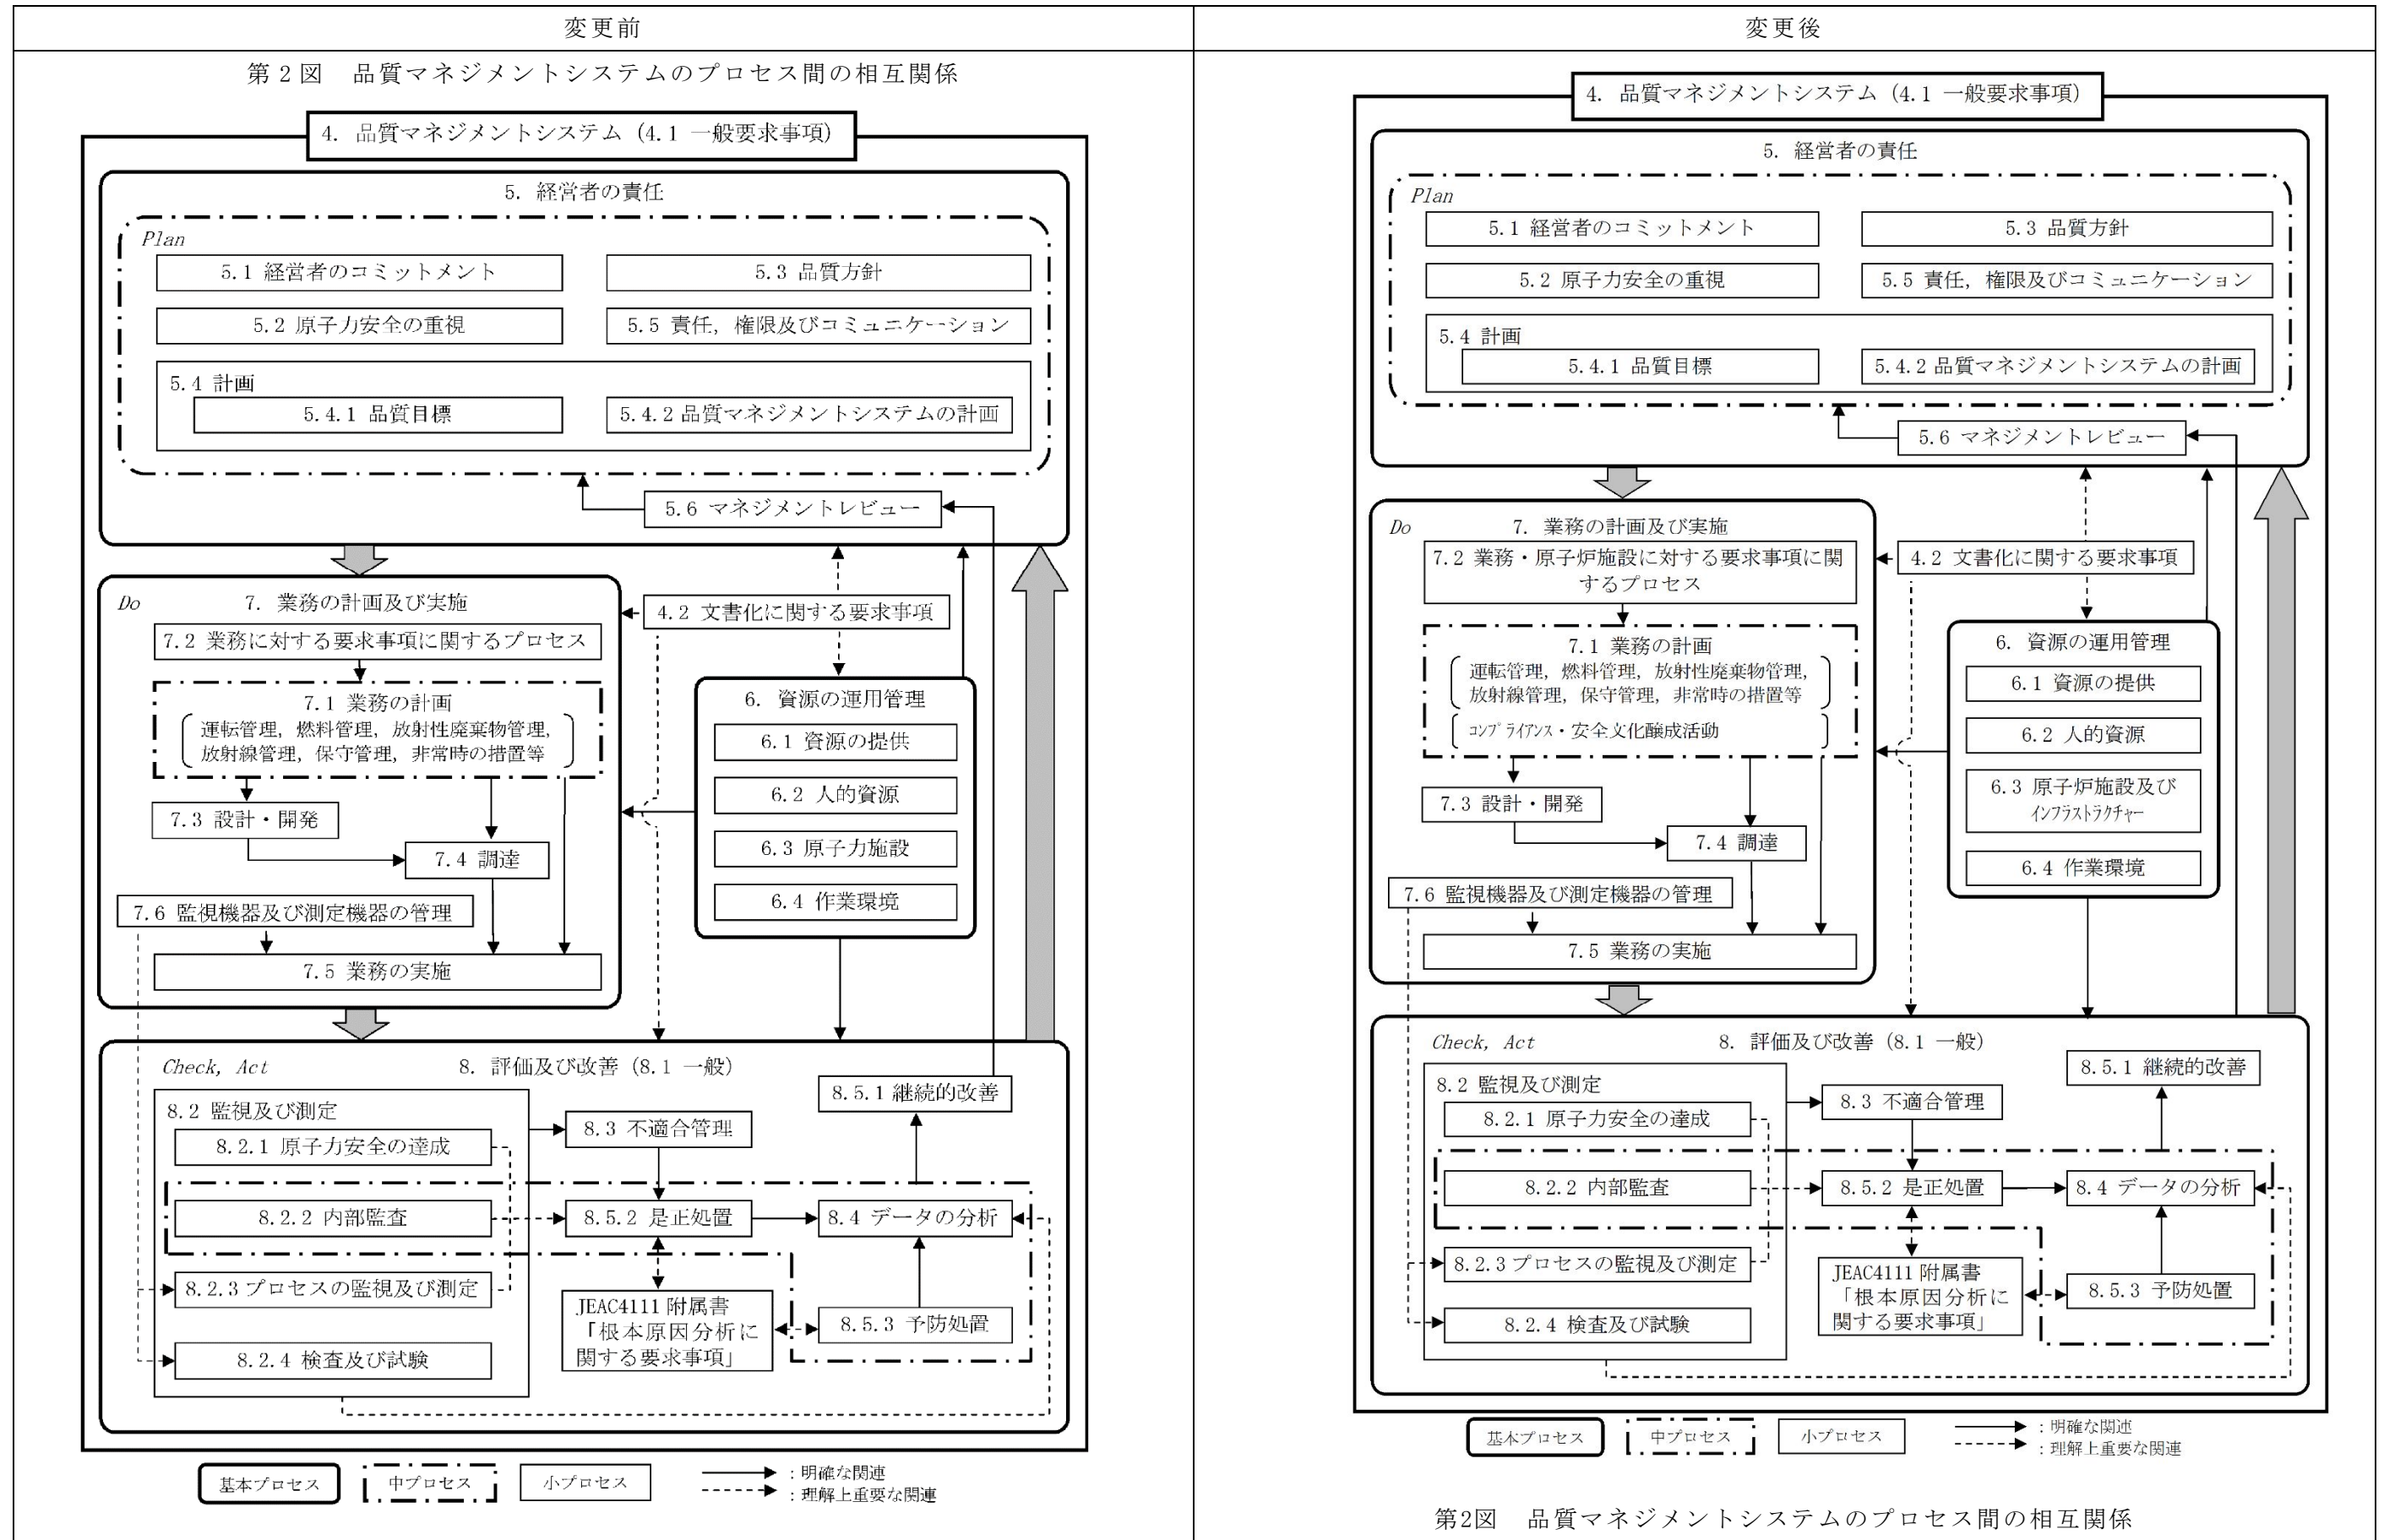 変更前
第2図 品質マネジメントシステムのプロセス間の相互関係
4. 品質マネジメントシステム (4.1 一般要求事項)
5. 経営者の責任
Plan
5.1 経営者のコミットメント
5.3 品質方針
5.2 原子力安全の重視
5.5 責任, 権限及びコミュニケーション
5.4 計画
5.4.1 品質目標
5.4.2 品質マネジメントシステムの計画
5.6 マネジメントレビュー
Do
7. 業務の計画及び実施
4.2 文書化に関する要求事項
7.2 業務に対する要求事項に関するプロセス
7.1 業務の計画
運転管理, 燃料管理, 放射性廃棄物管理,
放射線管理, 保守管理, 非常時の措置等
7.3 設計・開発
7.4 調達
7.6 監視機器及び測定機器の管理
7.5 業務の実施
6. 資源の運用管理
6.1 資源の提供
6.2 人的資源
6.3 原子力施設
6.4 作業環境
Check, Act
8. 評価及び改善 (8.1 一般)
8.2 監視及び測定
8.2.1 原子力安全の達成
8.2.2 内部監査
8.2.3 プロセスの監視及び測定
8.2.4 検査及び試験
8.3 不適合管理
8.5.1 継続的改善
8.5.2 是正処置
8.4 データの分析
JEAC4111 附属書
「根本原因分析に
関する要求事項」
8.5.3 予防処置
基本プロセス
中プロセス
小プロセス
：明確な関連
：理解上重要な関連
変更後
4. 品質マネジメントシステム (4.1 一般要求事項)
5. 経営者の責任
Plan
5.1 経営者のコミットメント
5.3 品質方針
5.2 原子力安全の重視
5.5 責任, 権限及びコミュニケーション
5.4 計画
5.4.1 品質目標
5.4.2 品質マネジメントシステムの計画
5.6 マネジメントレビュー
Do
7. 業務の計画及び実施
4.2 文書化に関する要求事項
7.2 業務・原子炉施設に対する要求事項に関
するプロセス
7.1 業務の計画
運転管理, 燃料管理, 放射性廃棄物管理,
放射線管理, 保守管理, 非常時の措置等
コンプライアンス・安全文化醸成活動
7.3 設計・開発
7.4 調達
7.6 監視機器及び測定機器の管理
7.5 業務の実施
6. 資源の運用管理
6.1 資源の提供
6.2 人的資源
6.3 原子炉施設及び
インフラストラクチャー
6.4 作業環境
Check, Act
8. 評価及び改善 (8.1 一般)
8.2 監視及び測定
8.2.1 原子力安全の達成
8.2.2 内部監査
8.2.3 プロセスの監視及び測定
8.2.4 検査及び試験
8.3 不適合管理
8.5.1 継続的改善
8.5.2 是正処置
8.4 データの分析
JEAC4111 附属書
「根本原因分析に
関する要求事項」
8.5.3 予防処置
基本プロセス
中プロセス
小プロセス
：明確な関連
：理解上重要な関連
第2図 品質マネジメントシステムのプロセス間の相互関係